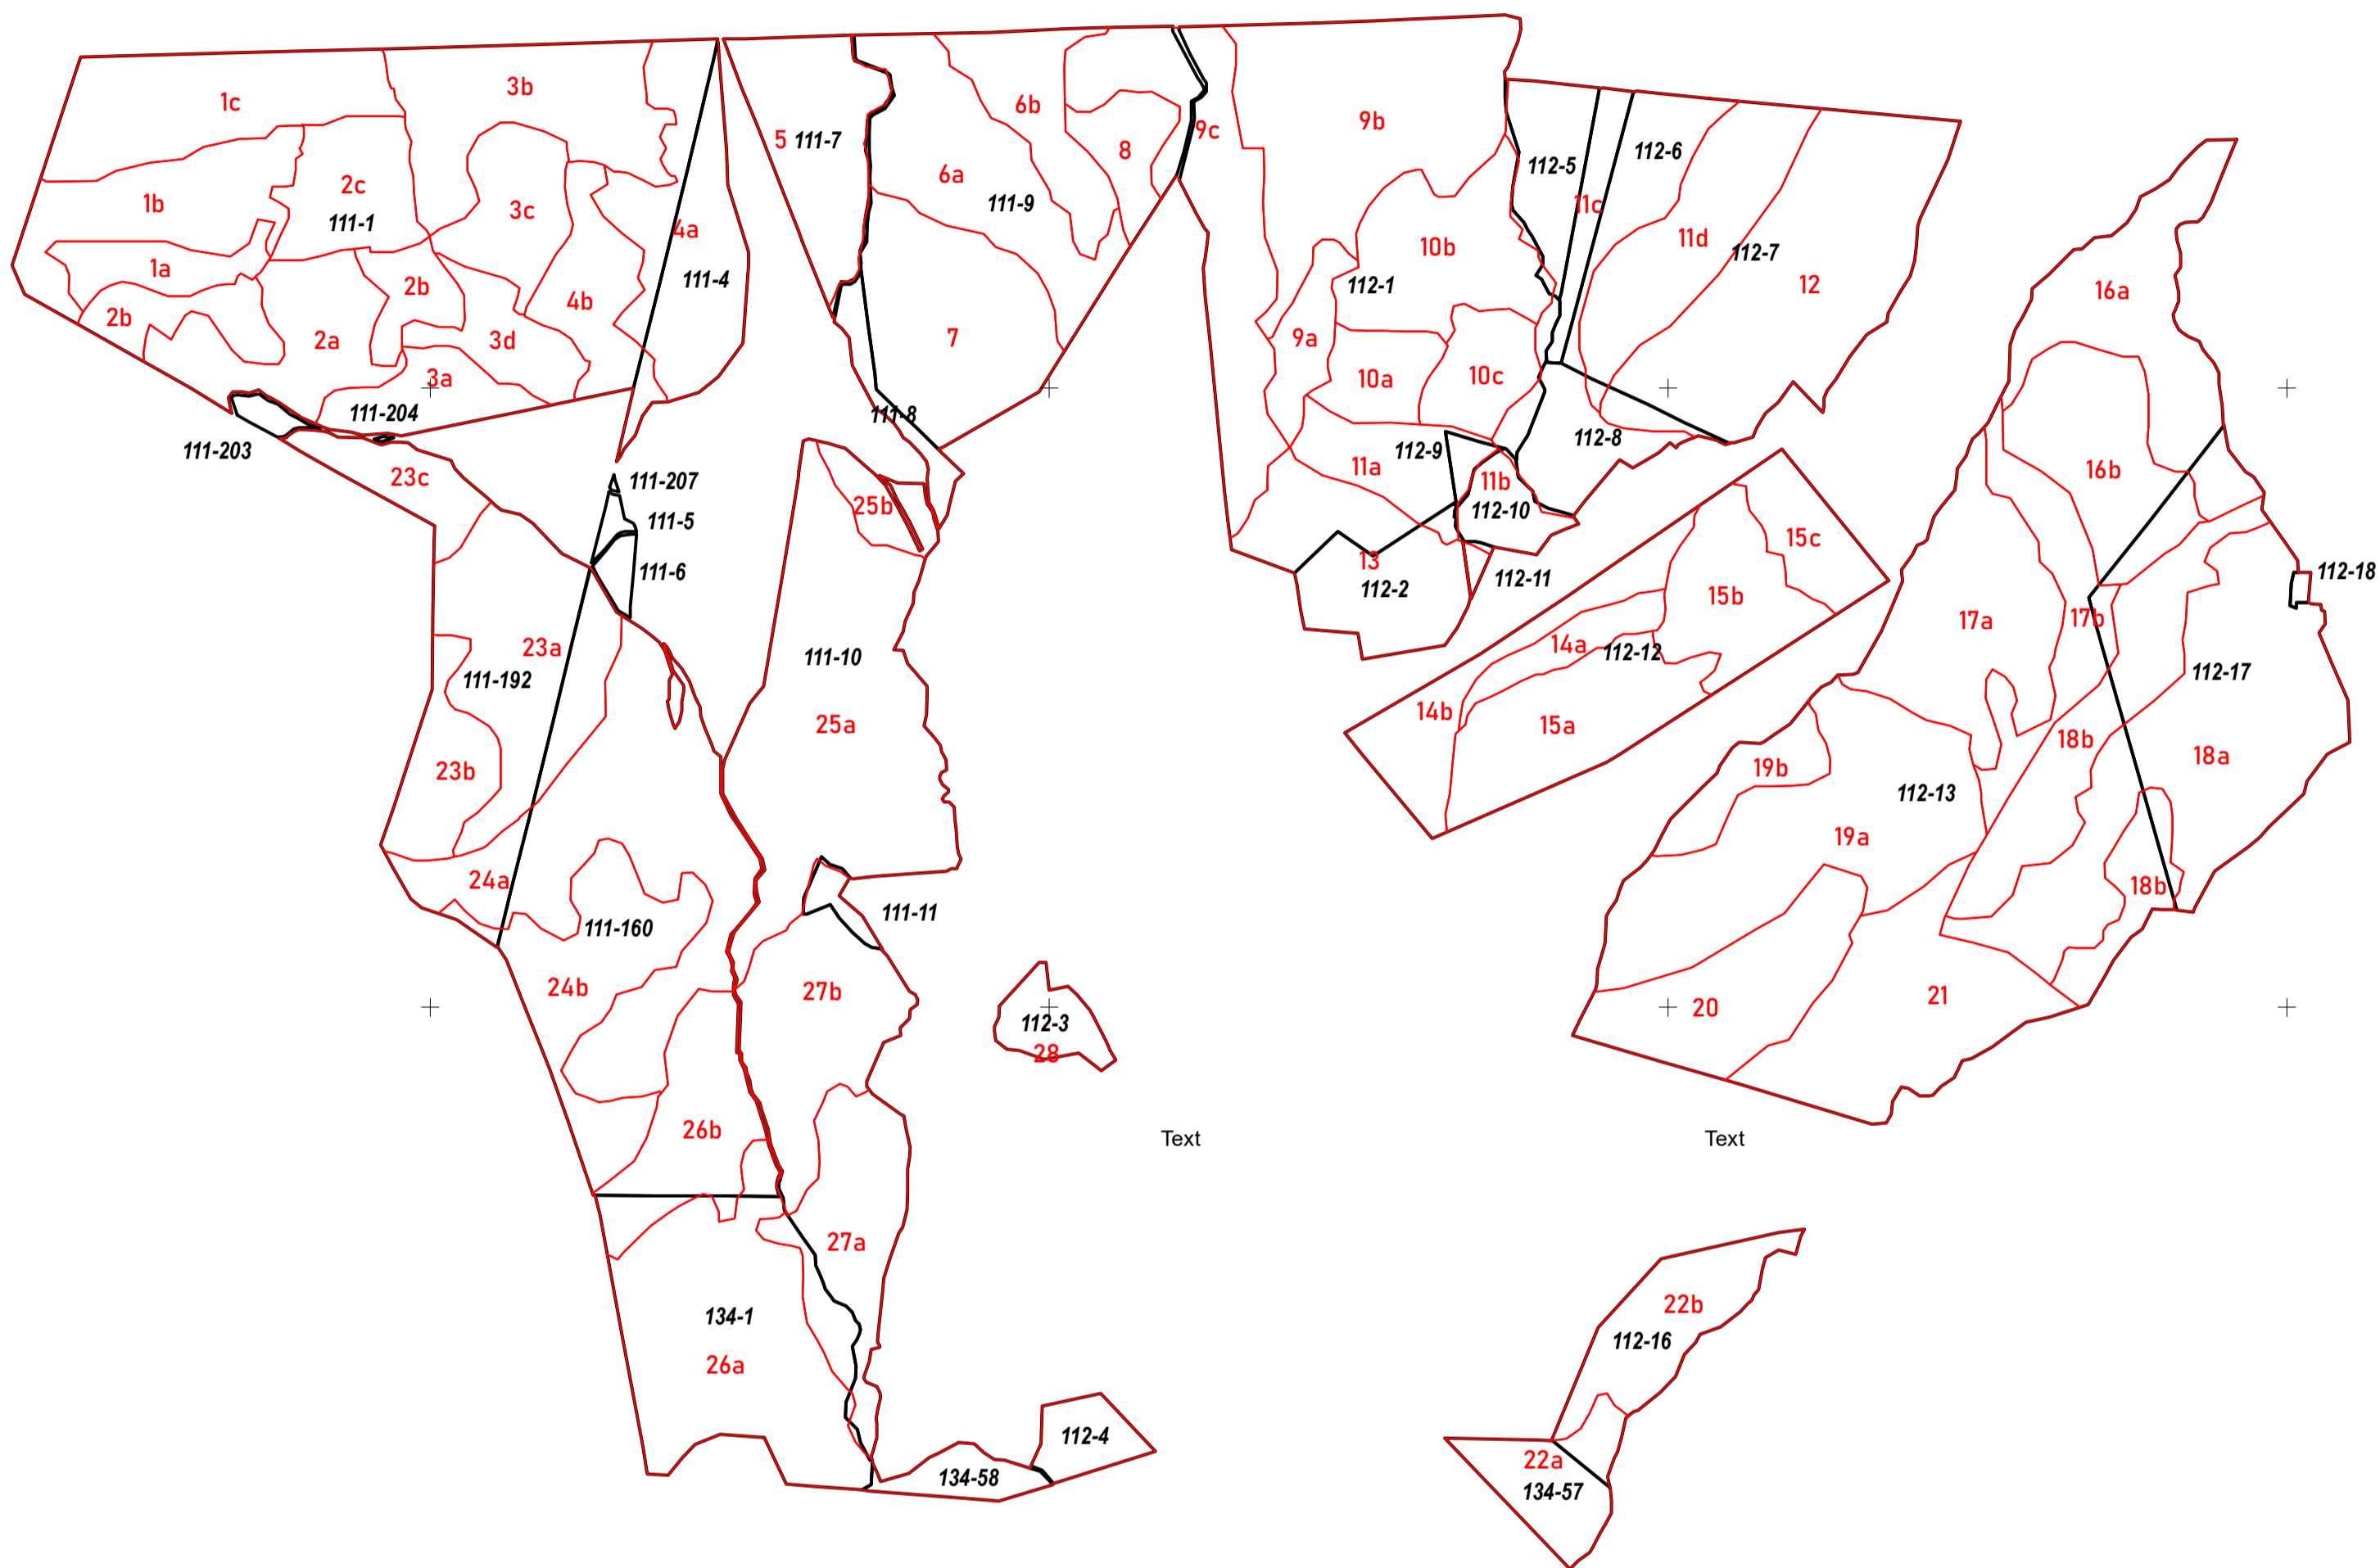 3b
1c
6b
9b
9c
5
111-7
8
112-6
112-5
6a
2c
1b
111-9
3c
11c
111-1
4a
11d
10b
112-7
1a
111-4
2b
112-1
12
16a
4b
2b
9a
2a
3d
7
10c
3a
10a
111-204
111-8
112-8
111-203
112-9
11a
16b
23c
111-207
11b
25b
112-10
111-5
15c
13
111-6
112-18
112-11
112-2
15b
17b
17a
23a
14a
112-12
111-10
112-17
111-192
14b
25a
15a
18b
18a
23b
19b
112-13
19a
24a
18b
111-11
111-160
24b
27b
21
20
112-3
28
26b
Text
Text
27a
22b
134-1
112-16
26a
112-4
22a
134-58
134-57